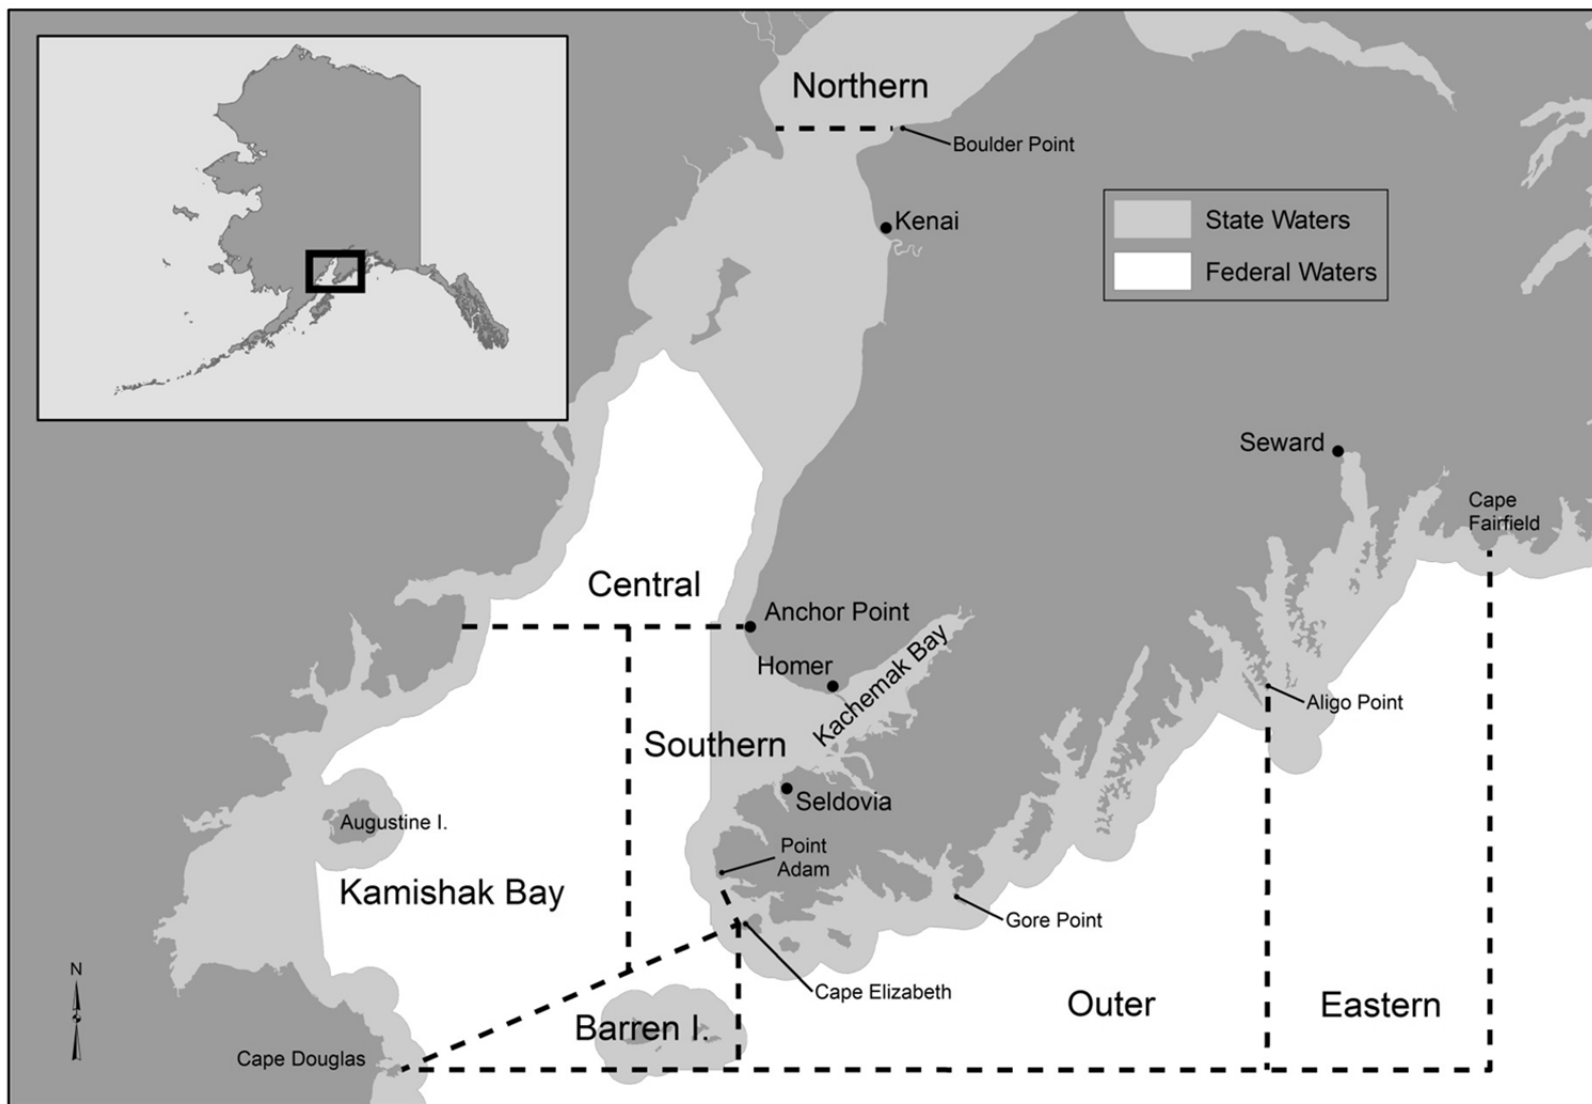 Northern
Boulder Point
Kenai
State Waters
Federal Waters
Seward
Cape
Fairfield
Central
Anchor Point
Homer
Kachemak Bay
Aligo Point
Southern
Seldovia
Augustine I.
Point
Adam
Kamishak Bay
Gore Point
N
Cape Elizabeth
Outer
Eastern
Barren I.
Cape Douglas